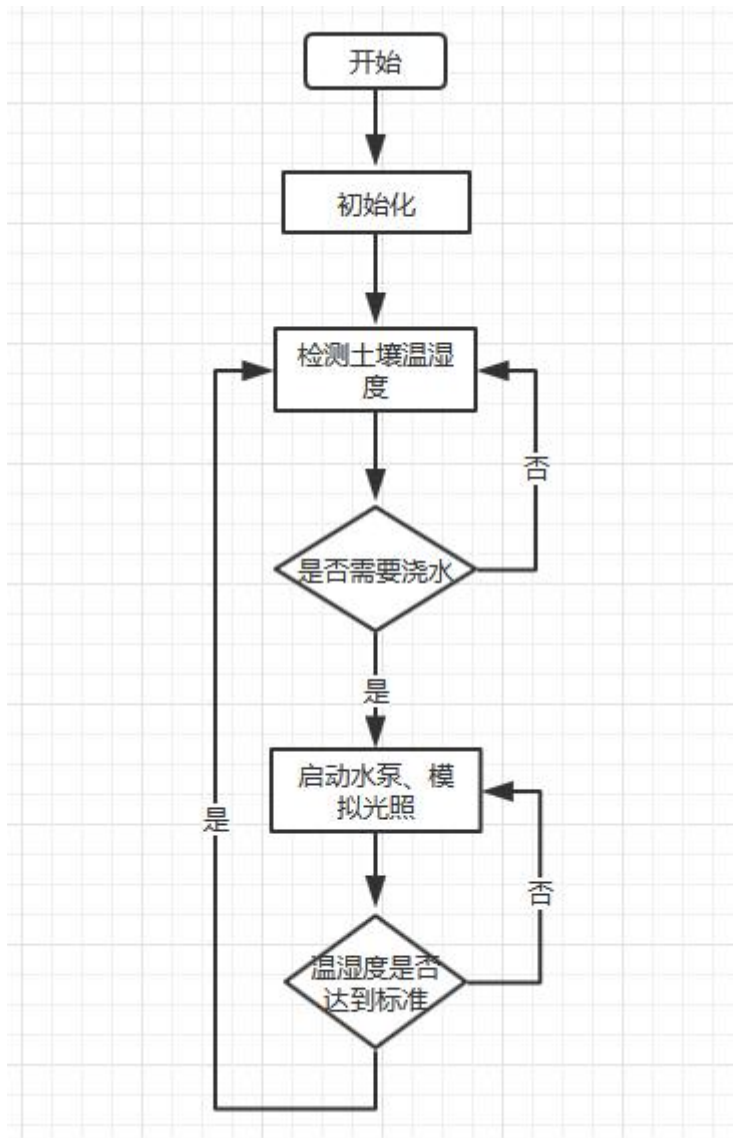 开始
初始化
检测土壤温湿
度
否
是否需要浇水
是
启动水泵、模
拟光照
是
否
温湿度是否
达到标准